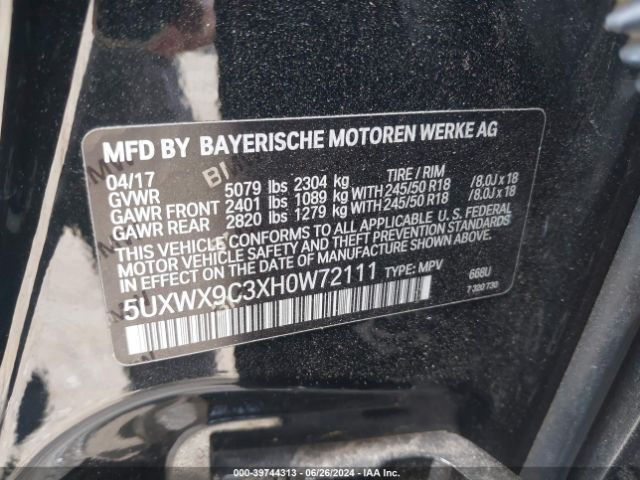 MFD BY BAYERISCHE MOTOREN WERKE AG
04/17
GVWR 5079 lbs 2304 kg TIRE / RIM
GAWR FRONT 2401 lbs 1089 kg WITH 245/50 R18 /8.0J x 18
GAWR REAR 2820 lbs 1279 kg WITH 245/50 R18 /8.0J x 18
THIS VEHICLE CONFORMS TO ALL APPLICABLE U. S. FEDERAL
MOTOR VEHICLE SAFETY AND THEFT PREVENTION STANDARDS
IN EFFECT ON THE DATE OF MANUFACTURE SHOWN ABOVE.
5UXWX9C3XH0W72111 TYPE: MPV 668U
7 320 730
000-39744313 - 06/26/2024 - IAA Inc.